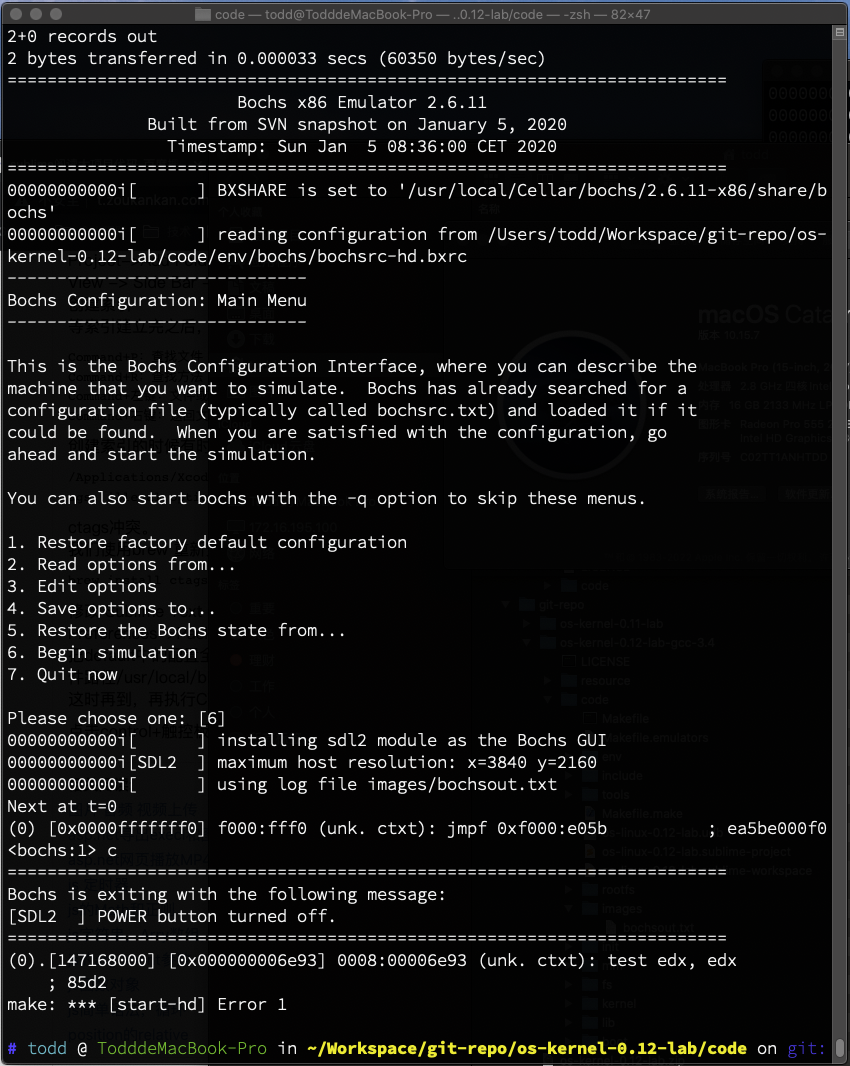 code — todd@TodddeMacBook-Pro — ..0.12-lab/code — -zsh — 82×47
2+0 records out
2 bytes transferred in 0.000033 secs (60350 bytes/sec)
========================================================================
Bochs x86 Emulator 2.6.11
Built from SVN snapshot on January 5, 2020
Timestamp: Sun Jan  5 08:36:00 CET 2020
========================================================================
00000000000i[      ] BXSHARE is set to '/usr/local/Cellar/bochs/2.6.11-x86/share/b
ochs'
00000000000i[      ] reading configuration from /Users/todd/Workspace/git-repo/os-
kernel-0.12-lab/code/env/bochs/bochsrc-hd.bxrc
------------------------------
Bochs Configuration: Main Menu
------------------------------
This is the Bochs Configuration Interface, where you can describe the
machine that you want to simulate.  Bochs has already searched for a
configuration file (typically called bochsrc.txt) and loaded it if it
could be found.  When you are satisfied with the configuration, go
ahead and start the simulation.
You can also start bochs with the -q option to skip these menus.
1. Restore factory default configuration
2. Read options from...
3. Edit options
4. Save options to...
5. Restore the Bochs state from...
6. Begin simulation
7. Quit now
Please choose one: [6]
00000000000i[      ] installing sdl2 module as the Bochs GUI
00000000000i[SDL2  ] maximum host resolution: x=3840 y=2160
00000000000i[      ] using log file images/bochsout.txt
Next at t=0
(0) [0x0000fffffff0] f000:fff0 (unk. ctxt): jmpf 0xf000:e05b          ; ea5be000f0
<bochs:1> c
========================================================================
Bochs is exiting with the following message:
[SDL2  ] POWER button turned off.
========================================================================
(0).[147168000] [0x000000006e93] 0008:00006e93 (unk. ctxt): test edx, edx
; 85d2
make: *** [start-hd] Error 1
# todd @ TodddeMacBook-Pro in ~/Workspace/git-repo/os-kernel-0.12-lab/code on git: